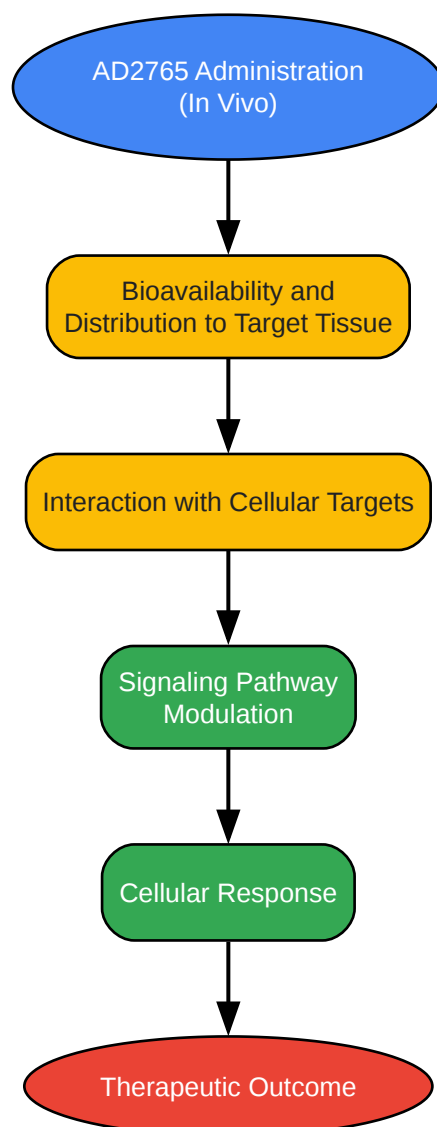 AD2765 Administration
(In Vivo)
Bioavailability and
Distribution to Target Tissue
Interaction with Cellular Targets
Signaling Pathway
Modulation
Cellular Response
Therapeutic Outcome